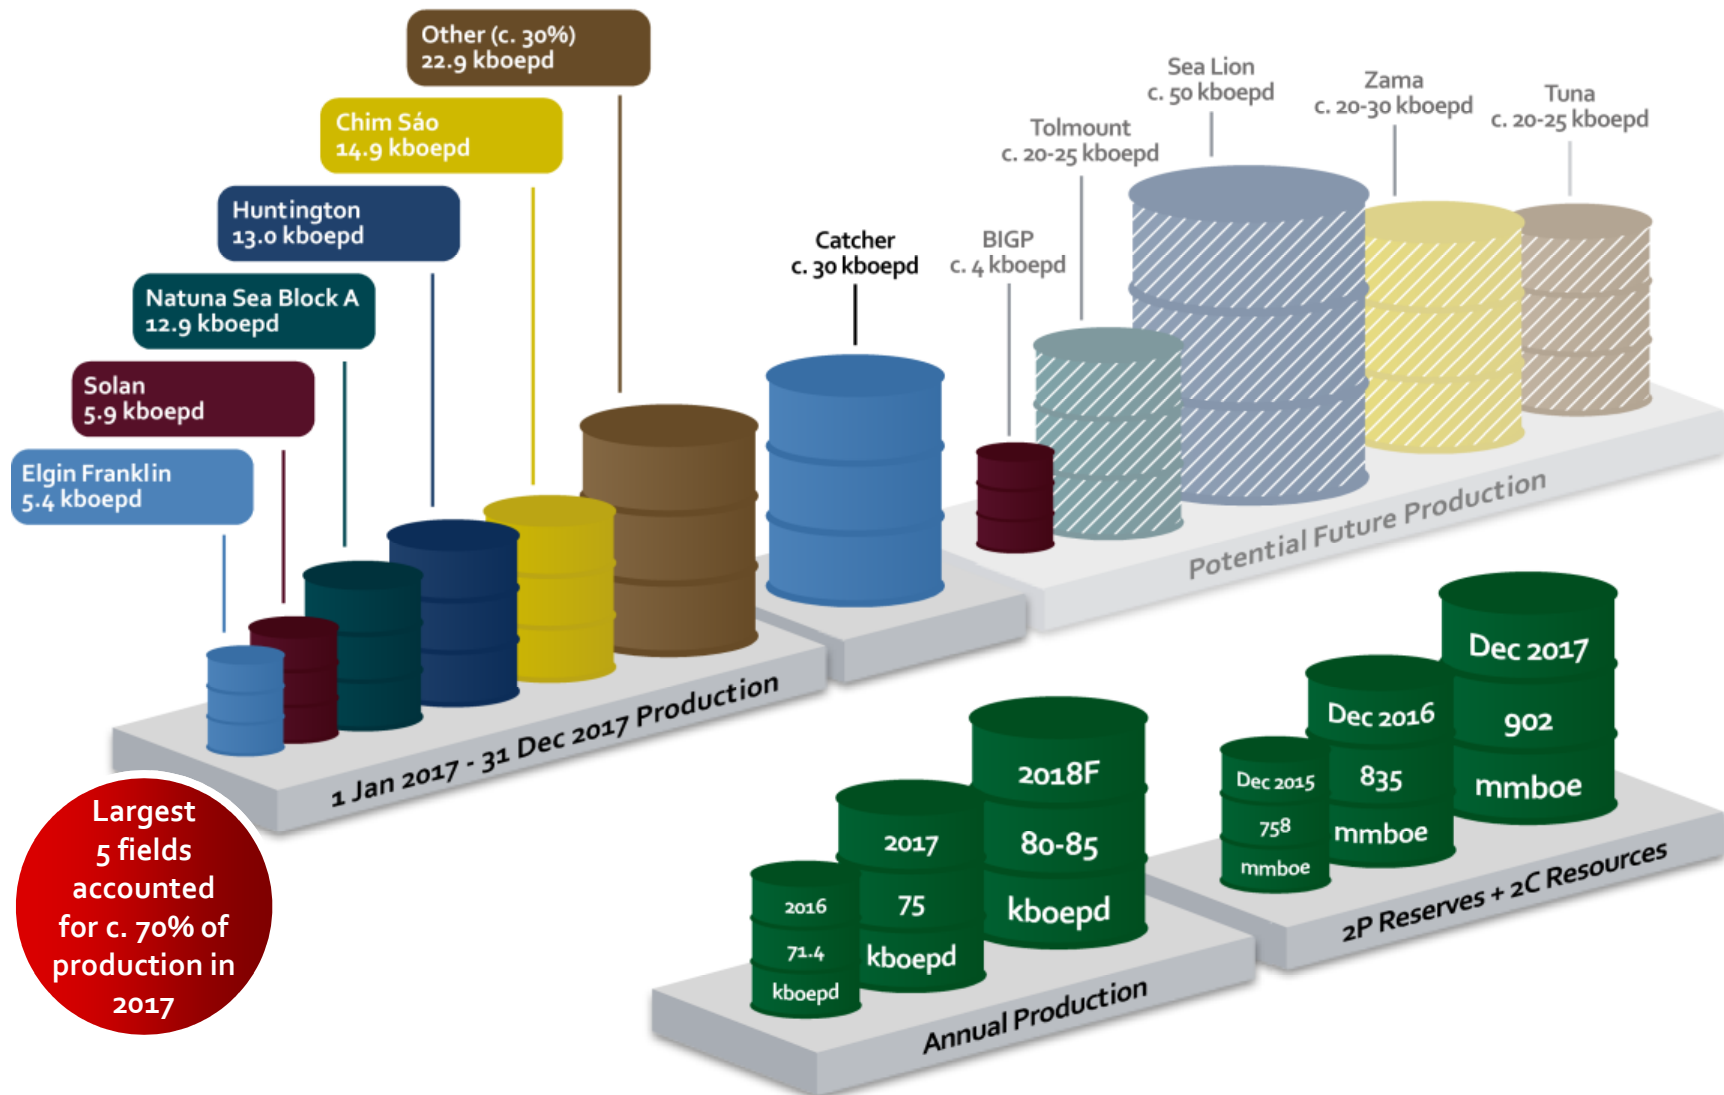 Other (c. 30%)
22.9 kboepd
Chim Sáo
14.9 kboepd
Huntington
13.0 kboepd
Natuna Sea Block A
12.9 kboepd
Solan
5.9 kboepd
Elgin Franklin
5.4 kboepd
Catcher
c. 30 kboepd
BIGP
c. 4 kboepd
Tolmount
c. 20-25 kboepd
Sea Lion
c. 50 kboepd
Zama
c. 20-30 kboepd
Tuna
c. 20-25 kboepd
1 Jan 2017 - 31 Dec 2017 Production
Potential Future Production
Largest
5 fields
accounted
for c. 70% of
production in
2017
2016
71.4
kboepd
2017
75
kboepd
2018F
80-85
kboepd
Annual Production
Dec 2015
758
mmboe
Dec 2016
835
mmboe
Dec 2017
902
mmboe
2P Reserves + 2C Resources